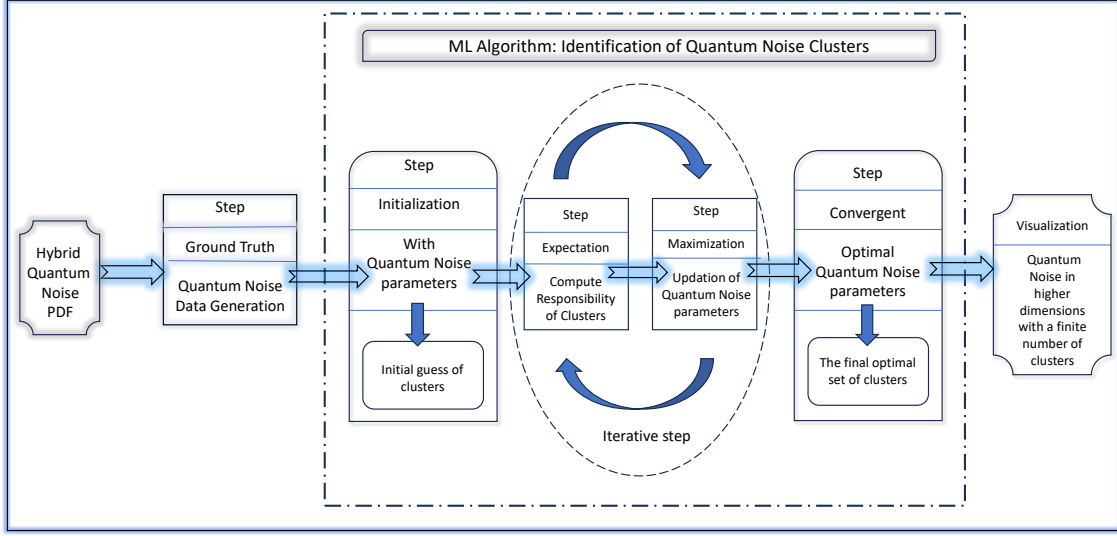 ML Algorithm: Identification of Quantum Noise Clusters
Hybrid
Quantum
Noise
PDF
Step
Ground Truth
Quantum Noise
Data Generation
Step
Initialization
With
Quantum Noise
parameters
Initial guess of
clusters
Step
Expectation
Compute
Responsibility
of Clusters
Step
Maximization
Updation of
Quantum Noise
parameters
Iterative step
Step
Convergent
Optimal
Quantum Noise
parameters
The final optimal
set of clusters
Visualization
Quantum
Noise in
higher
dimensions
with a finite
number of
clusters